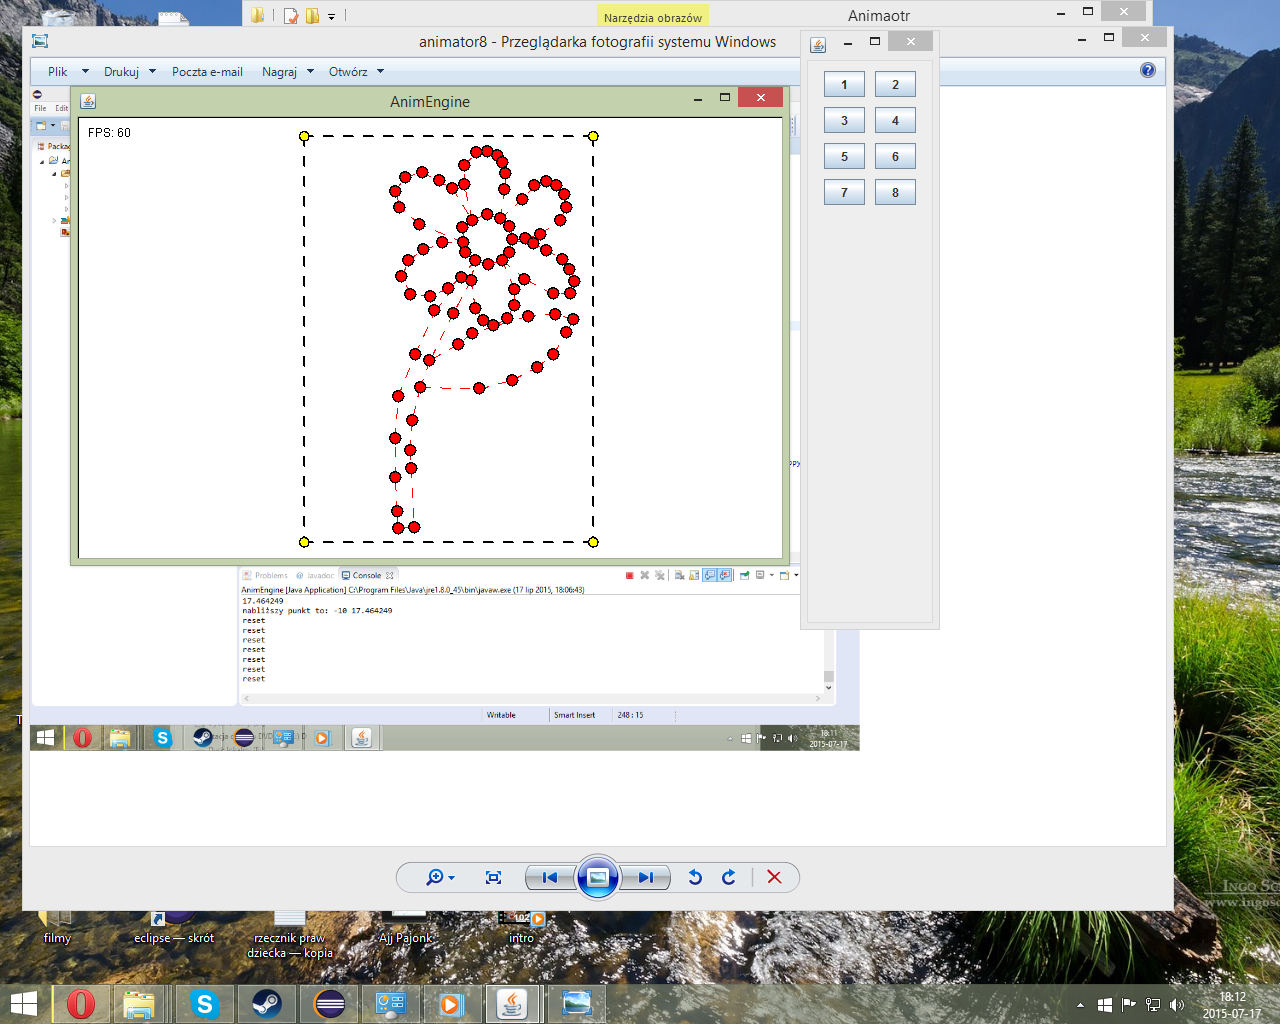 Narzędzia obrazów
Animaotr
animator8 - Przeglądarka fotografii systemu Windows
Plik
Drukuj
Poczta e-mail
Nagraj
Otwórz
File Edit
AnimEngine
FPS: 60
1 2
3 4
5 6
7 8
Problems @ Javadoc Console
AnimEngine [Java Application] C:\Program Files\Java\jre1.8.0_45\bin\javaw.exe (17 lip 2015, 18:06:43)
17.464249
nabliższy punkt to: -10 17.464249
reset
reset
reset
reset
reset
reset
reset
Writable
Smart Insert
248 : 15
18:11
2015-07-17
filmy
eclipse — skrót
rzecznik praw
dziecka — kopia
Ajj Pajonk
intro
18:12
2015-07-17